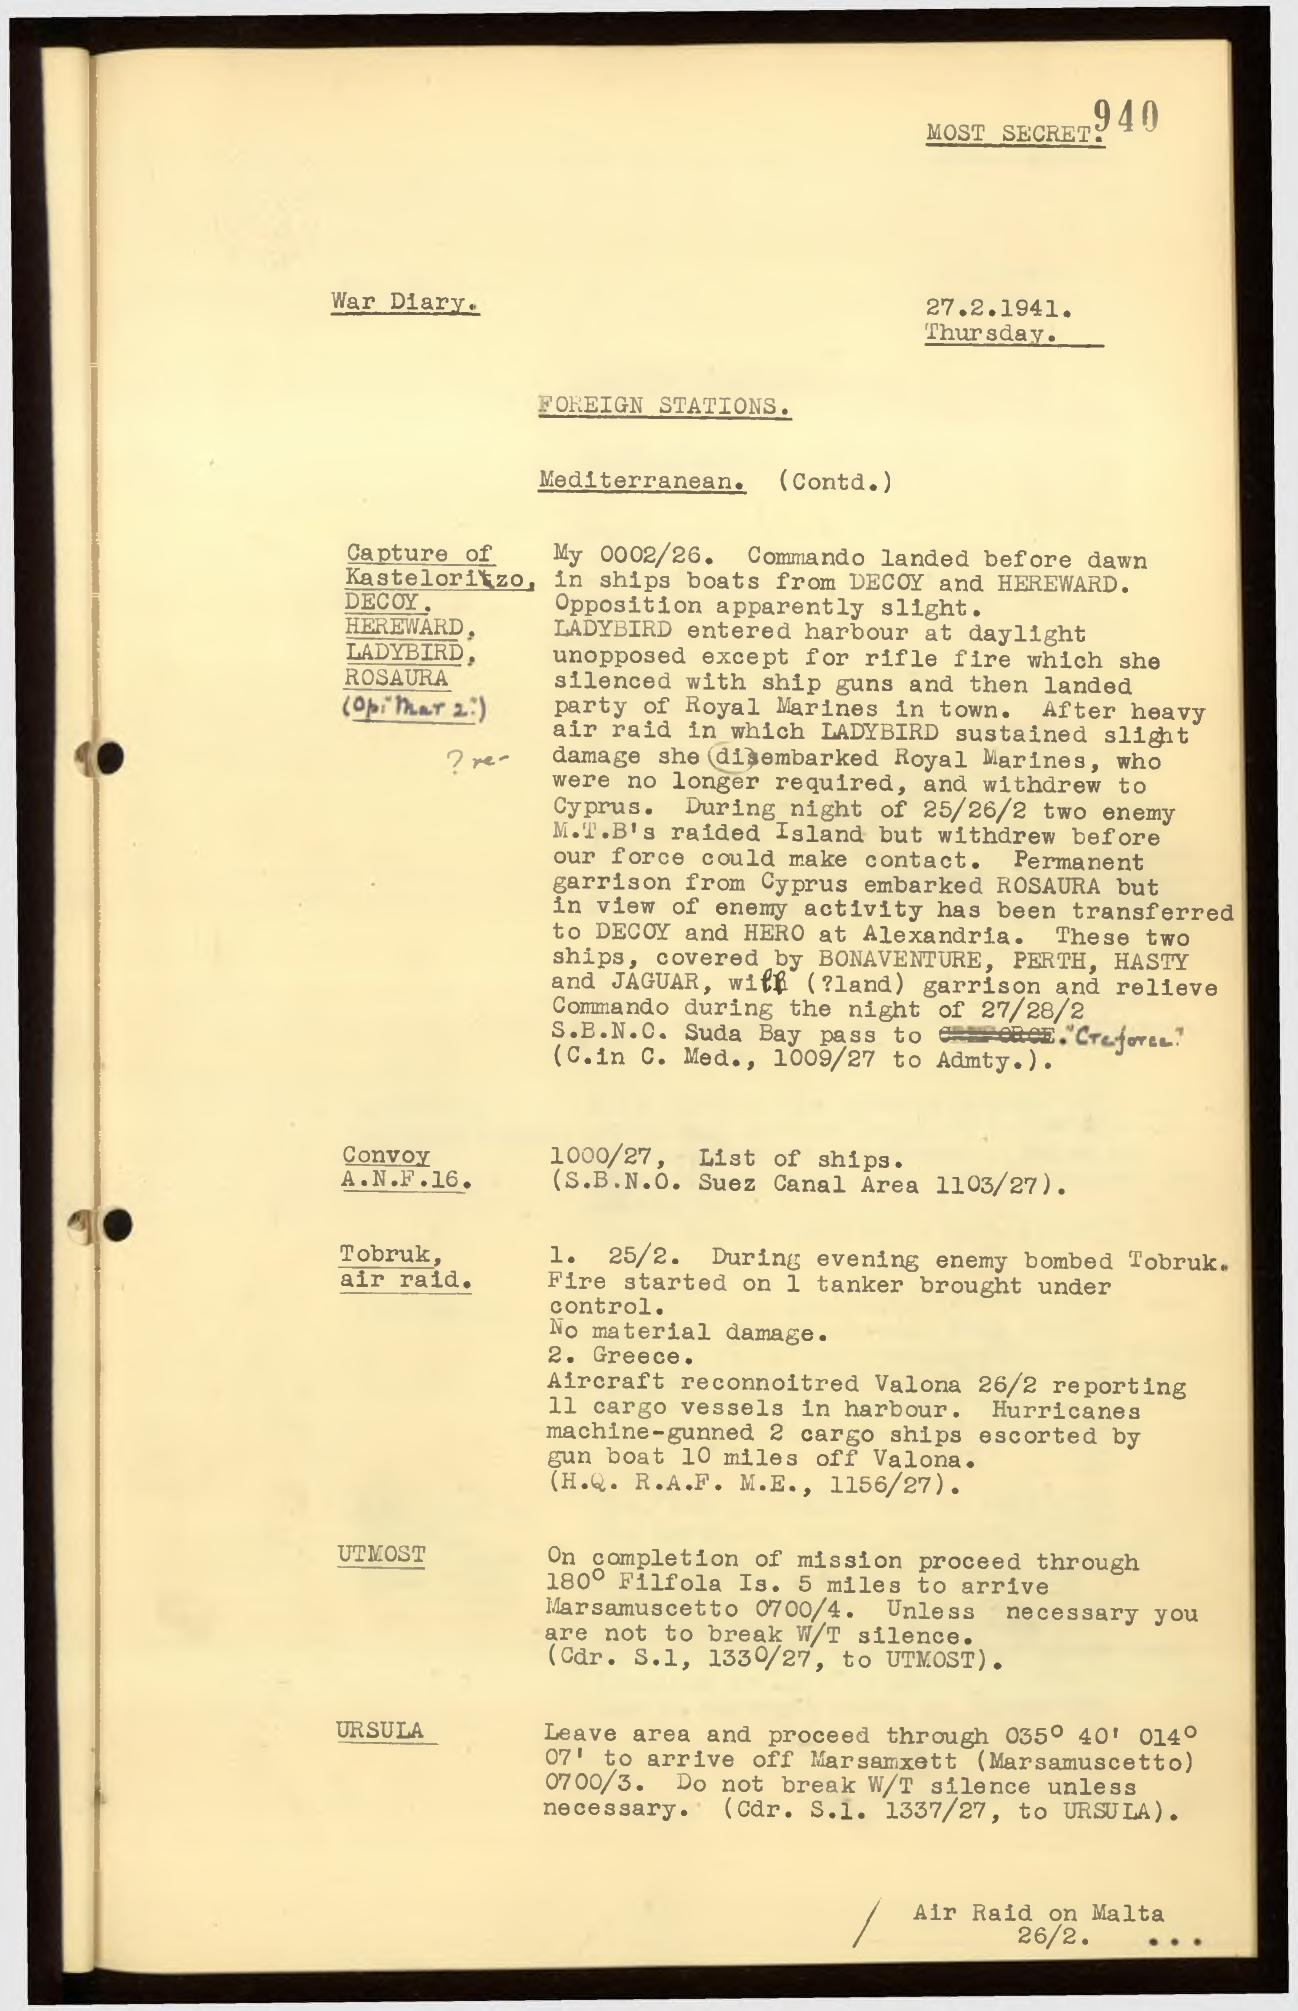 940
MOST SECRET.
War Diary.
27.2.1941.
Thursday.
FOREIGN STATIONS.
Mediterranean. (Contd.)
Capture of
Kasteloritzo,
DECOY.
HEREWARD,
LADYBIRD,
ROSAURA
(Op: "Mar 2.")
? re-
My 0002/26. Commando landed before dawn
in ships boats from DECOY and HEREWARD.
Opposition apparently slight.
LADYBIRD entered harbour at daylight
unopposed except for rifle fire which she
silenced with ship guns and then landed
party of Royal Marines in town. After heavy
air raid in which LADYBIRD sustained slight
damage she disembarked Royal Marines, who
were no longer required, and withdrew to
Cyprus. During night of 25/26/2 two enemy
M.T.B's raided Island but withdrew before
our force could make contact. Permanent
garrison from Cyprus embarked ROSAURA but
in view of enemy activity has been transferred
to DECOY and HERO at Alexandria. These two
ships, covered by BONAVENTURE, PERTH, HASTY
and JAGUAR, will (?land) garrison and relieve
Commando during the night of 27/28/2
S.B.N.O. Suda Bay pass to "Creforce."
(C.in C. Med., 1009/27 to Admty.).
Convoy
A.N.F.16.
1000/27, List of ships.
(S.B.N.O. Suez Canal Area 1103/27).
Tobruk,
air raid.
1. 25/2. During evening enemy bombed Tobruk.
Fire started on 1 tanker brought under
control.
No material damage.
2. Greece.
Aircraft reconnoitred Valona 26/2 reporting
11 cargo vessels in harbour. Hurricanes
machine-gunned 2 cargo ships escorted by
gun boat 10 miles off Valona.
(H.Q. R.A.F. M.E., 1156/27).
UTMOST
On completion of mission proceed through
180° Filfola Is. 5 miles to arrive
Marsamuscetto 0700/4. Unless necessary you
are not to break W/T silence.
(Cdr. S.1, 1330/27, to UTMOST).
URSULA
Leave area and proceed through 035° 40' 014°
07' to arrive off Marsamxett (Marsamuscetto)
0700/3. Do not break W/T silence unless
necessary. (Cdr. S.1. 1337/27, to URSULA).
/ Air Raid on Malta
26/2. ...